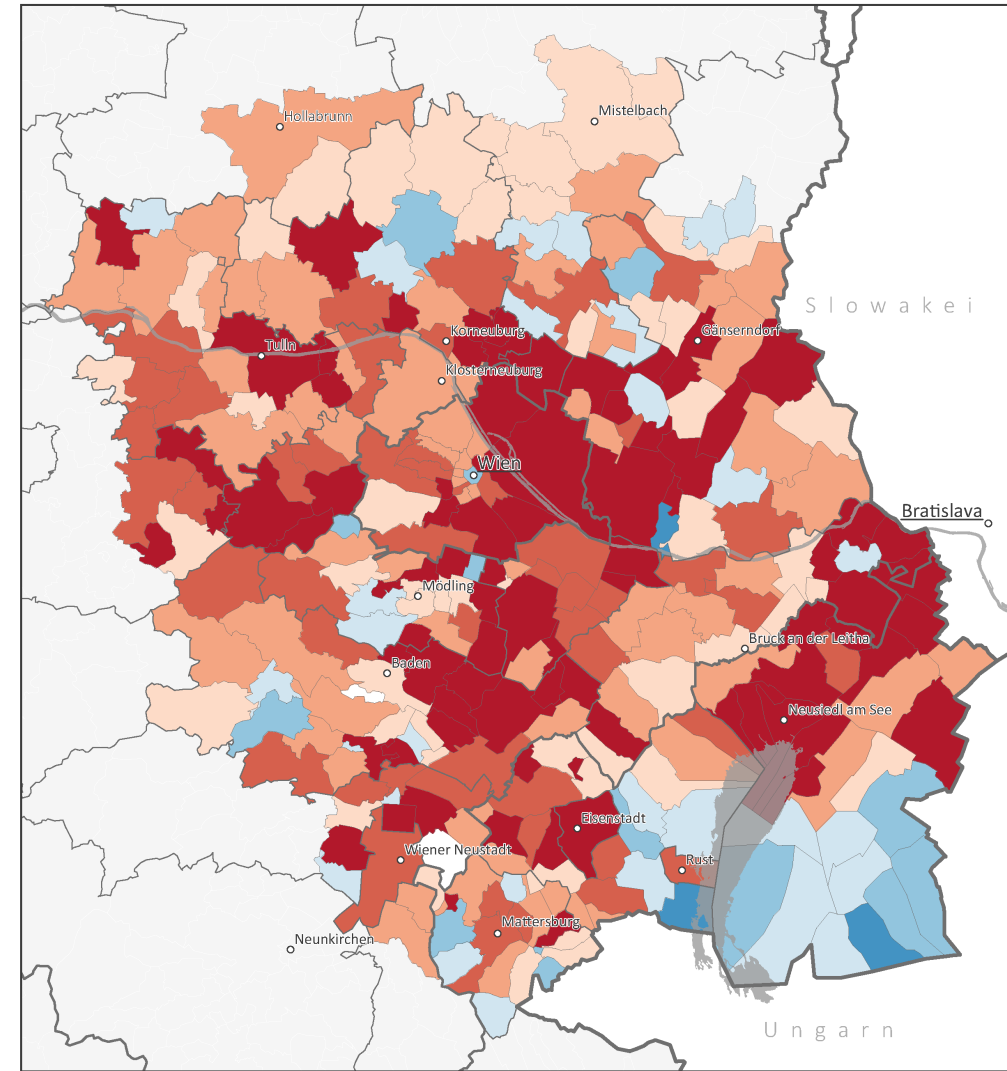 Mistelbach
Hollabrunn
Slowakei
Gänserndorf
Korneuburg
Tulln
Klosterneuburg
Wien
Bratislava
Mödling
Bruck an der Leitha
Baden
Neusiedl am See
Eisenstadt
Wiener Neustadt
Rust
Mattersburg
Neunkirchen
Ungarn